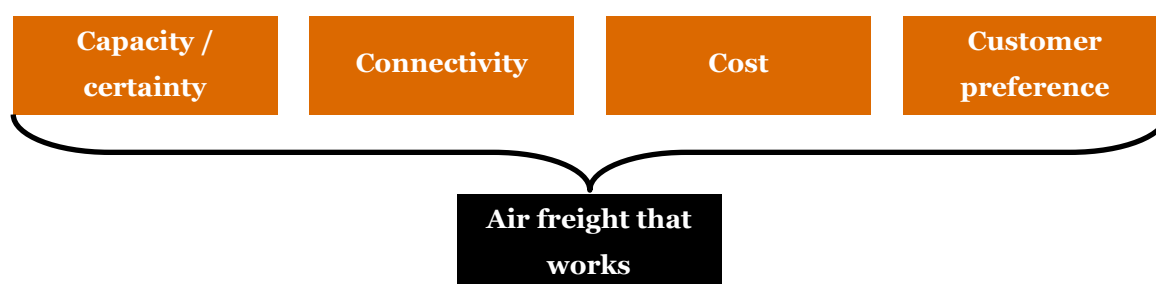 Capacity /
certainty
Connectivity
Cost
Customer
preference
Air freight that
works